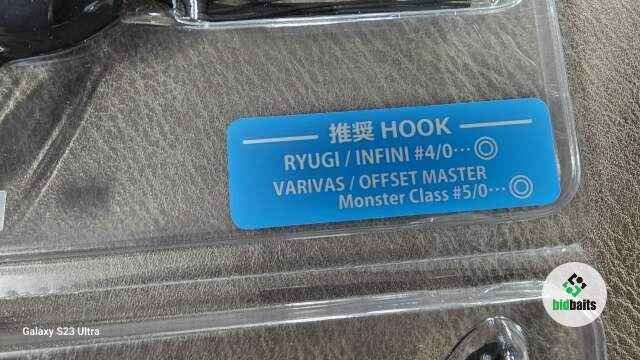 推奨 HOOK
RYUGI / INFINI #4/0…◎
VARIVAS / OFFSET MASTER
Monster Class #5/0…◎
bidbaits
Galaxy S23 Ultra